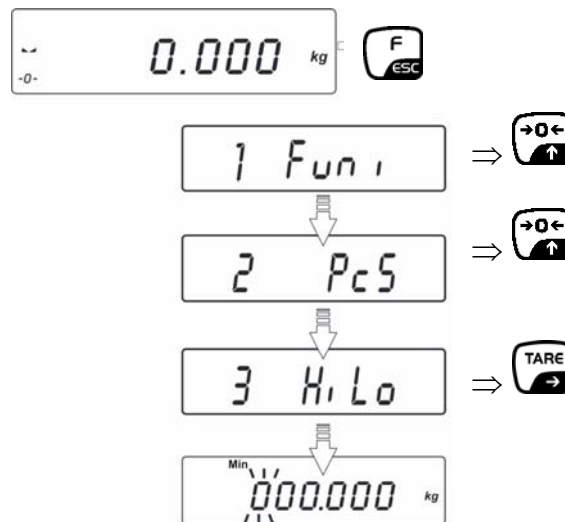 0.000 kg
-0-
F
ESC
1 Funi
→0←
↑
2 PcS
→0←
↑
3 HiLo
TARE
→
Min
000.000 kg